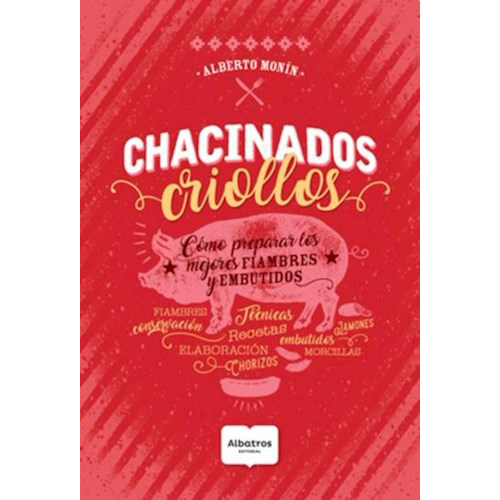 ALBERTO MONÍN
CHACINADOS
criollos
Cómo preparar los
mejores FIAMBRES
y EMBUTIDOS
FIAMBRES
conservación
Técnicas
Recetas
ELABORACIÓN
CHORIZOS
embutidos
JAMONES
MORCILLAS
Albatros
EDITORIAL